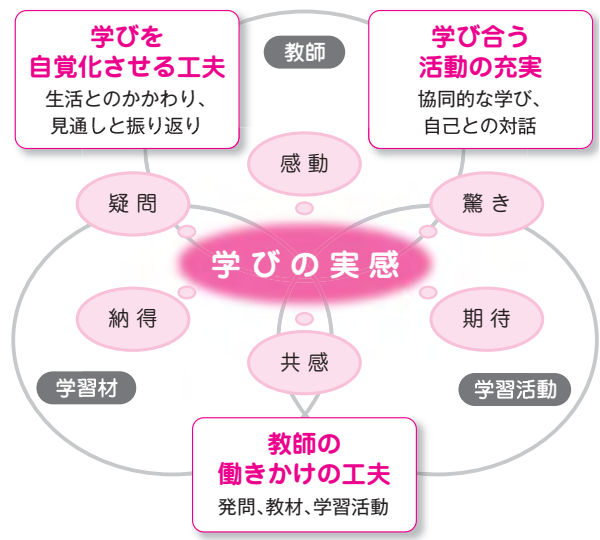 学びを
自覚化させる工夫
生活とのかかわり、
見通しと振り返り
教師
学び合う
活動の充実
協同的な学び、
自己との対話
感動
疑問
驚き
学びの実感
納得
期待
共感
学習材
学習活動
教師の
働きかけの工夫
発問、教材、学習活動